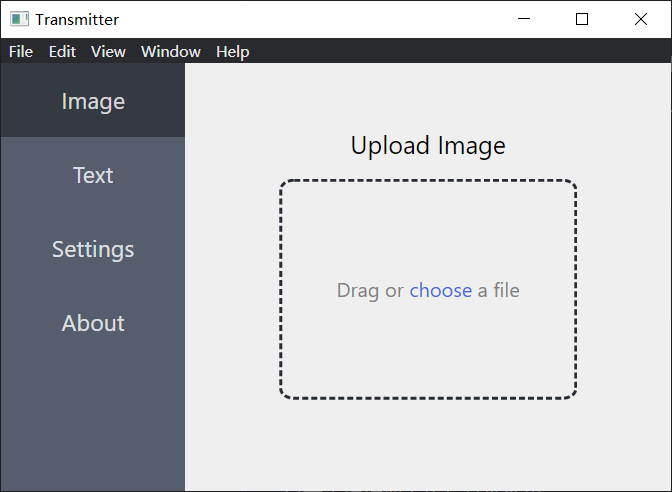 Transmitter
File Edit View Window Help
Image
Text
Settings
About
Upload Image
Drag or choose a file